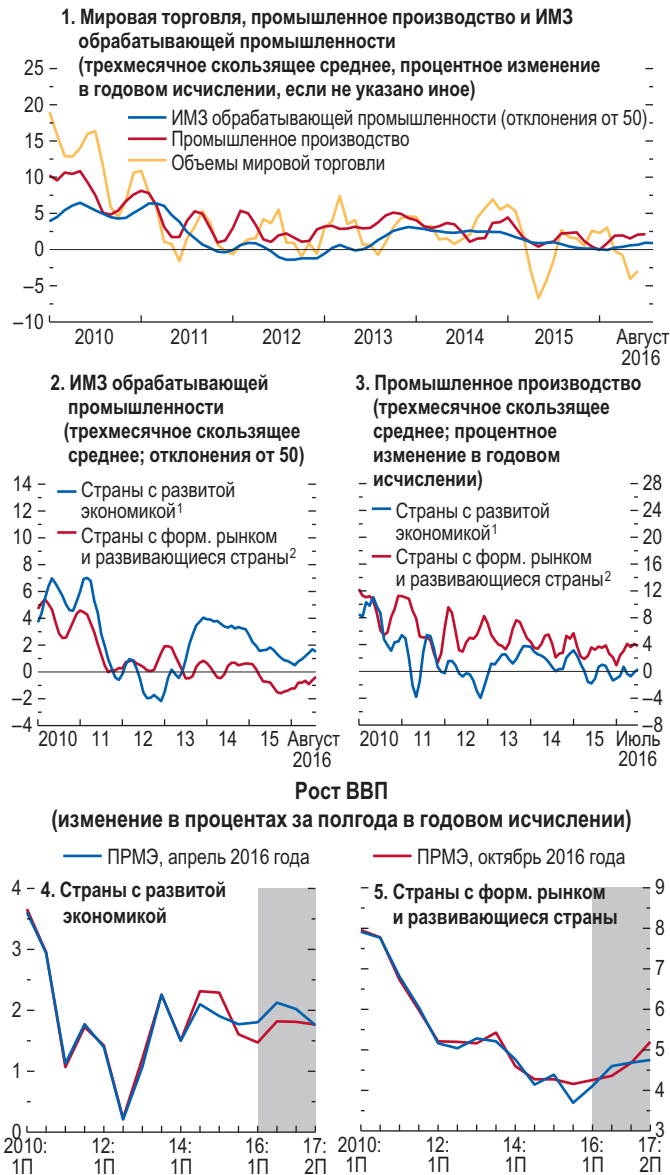 1. Мировая торговля, промышленное производство и ИМЗ
обрабатывающей промышленности
(трехмесячное скользящее среднее, процентное изменение
в годовом исчислении, если не указано иное)
25
20
15
10
5
0
–5
–10
ИМЗ обрабатывающей промышленности (отклонения от 50)
Промышленное производство
Объемы мировой торговли
2010 2011 2012 2013 2014 2015 Август
2016
2. ИМЗ обрабатывающей
промышленности
(трехмесячное скользящее
среднее; отклонения от 50)
14
12
10
8
6
4
2
0
–2
–4
Страны с развитой
экономикой¹
Страны с форм. рынком
и развивающиеся страны²
2010 11 12 13 14 15 Август
2016
3. Промышленное производство
(трехмесячное скользящее
среднее; процентное
изменение в годовом
исчислении)
28
24
20
16
12
8
4
0
–4
–8
Страны с развитой
экономикой¹
Страны с форм. рынком
и развивающиеся страны²
2010 11 12 13 14 15 Июль
2016
Рост ВВП
(изменение в процентах за полгода в годовом исчислении)
ПРМЭ, апрель 2016 года
ПРМЭ, октябрь 2016 года
4. Страны с развитой
экономикой
4
3
2
1
0
2010: 12: 14: 16: 17:
1П 1П 1П 1П 2П
5. Страны с форм. рынком
и развивающиеся страны
9
8
7
6
5
4
3
2010: 12: 14: 16: 17:
1П 1П 1П 1П 2П